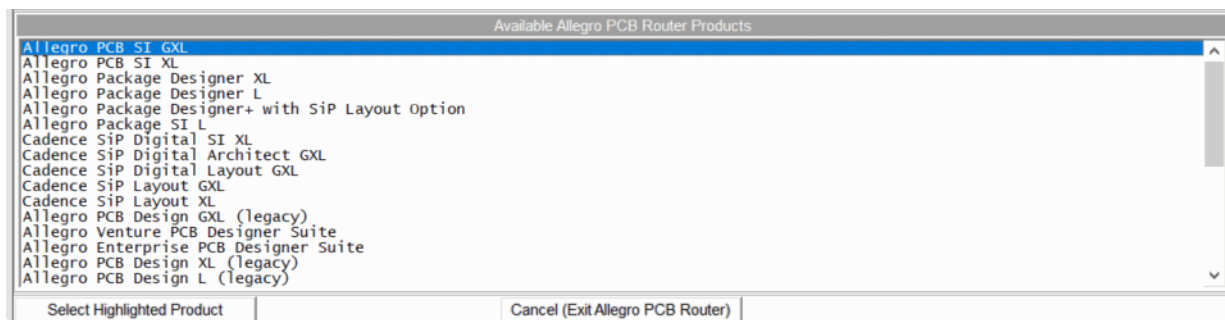 Available Allegro PCB Router Products
Allegro PCB SI GXL
Allegro PCB SI XL
Allegro Package Designer XL
Allegro Package Designer L
Allegro Package Designer+ with SiP Layout Option
Allegro Package SI L
Cadence SiP Digital SI XL
Cadence SiP Digital Architect GXL
Cadence SiP Digital Layout GXL
Cadence SiP Layout GXL
Cadence SiP Layout XL
Allegro PCB Design GXL (legacy)
Allegro Venture PCB Designer Suite
Allegro Enterprise PCB Designer Suite
Allegro PCB Design XL (legacy)
Allegro PCB Design L (legacy)
Select Highlighted Product
Cancel (Exit Allegro PCB Router)